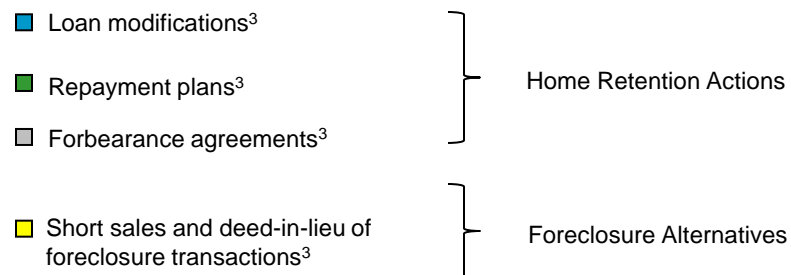 Loan modifications³
Repayment plans³
Home Retention Actions
Forbearance agreements³
Short sales and deed-in-lieu of
foreclosure transactions³
Foreclosure Alternatives